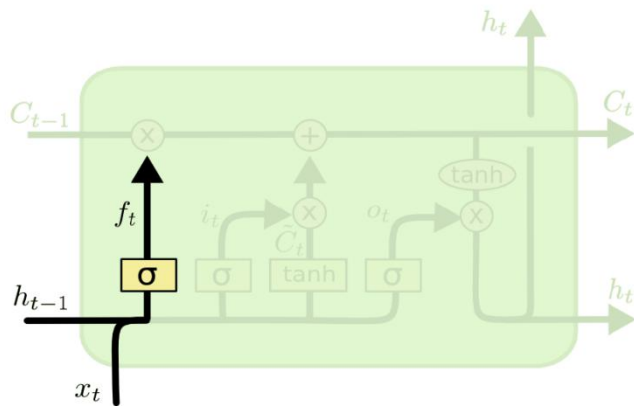 h_t
C_{t-1} × + C_t
tanh
f_t i_t × o_t ×
C̃_t
σ σ tanh σ
h_{t-1} h_t
x_t